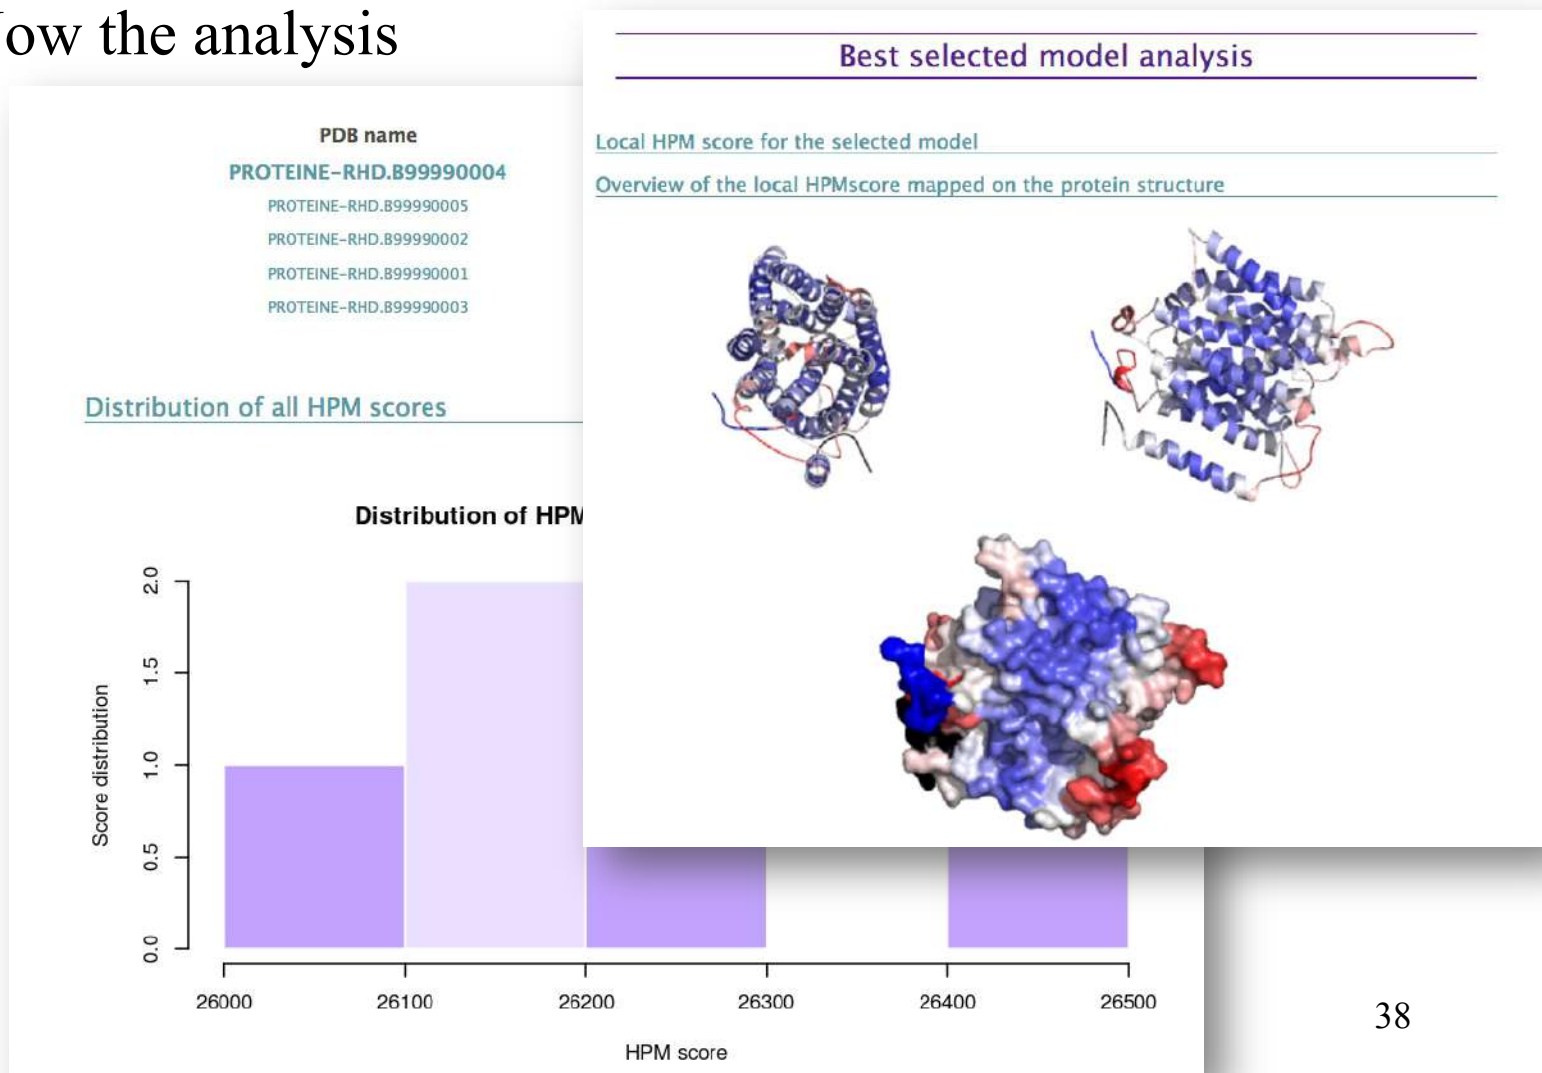 ow the analysis
PDB name
PROTEINE-RHD.B99990004
PROTEINE-RHD.B99990005
PROTEINE-RHD.B99990002
PROTEINE-RHD.B99990001
PROTEINE-RHD.B99990003
Distribution of all HPM scores
Distribution of HPM
Score distribution
2.0
1.5
1.0
0.5
0.0
26000 26100 26200 26300 26400 26500
HPM score
Best selected model analysis
Local HPM score for the selected model
Overview of the local HPMscore mapped on the protein structure
38